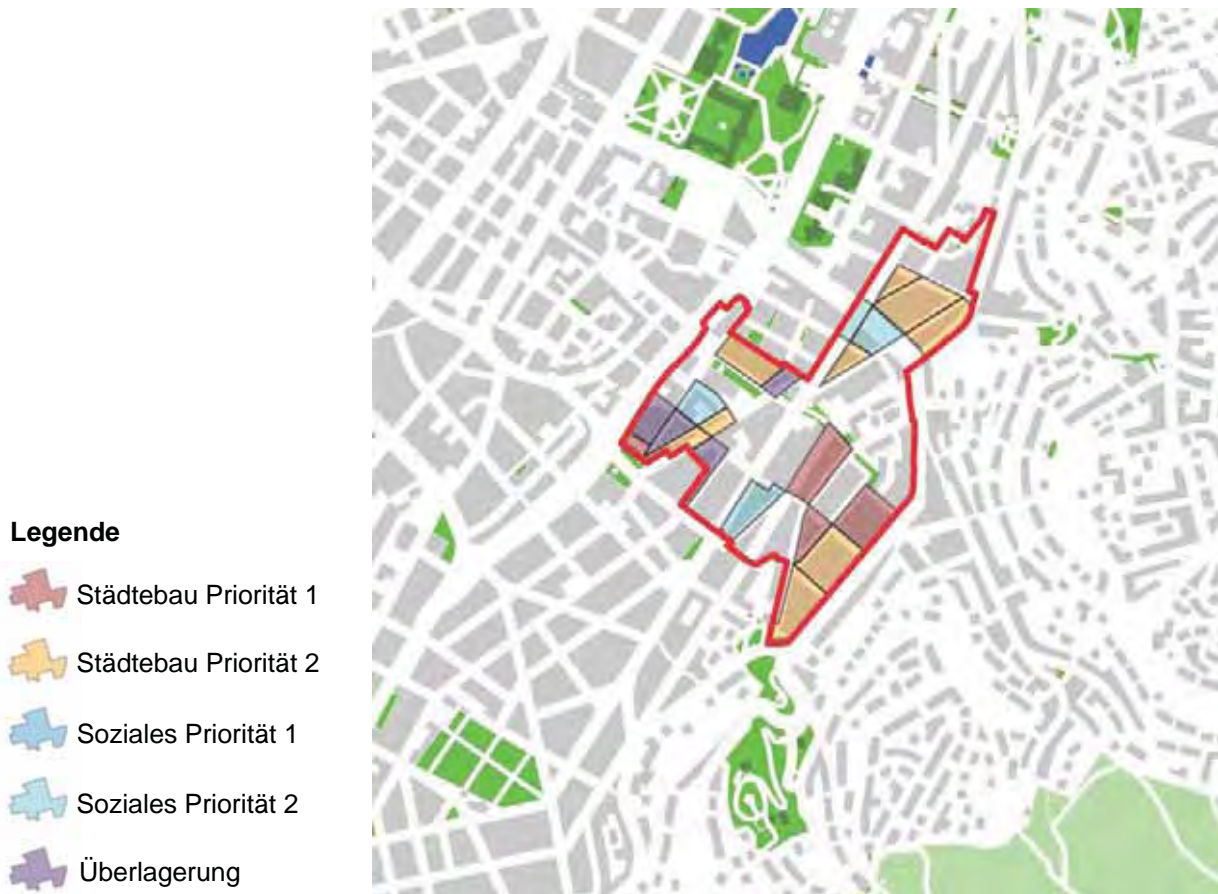 Legende
Städtebau Priorität 1
Städtebau Priorität 2
Soziales Priorität 1
Soziales Priorität 2
Überlagerung